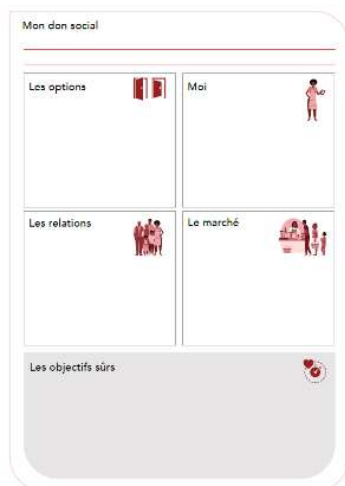 Mon don social
Les options
Moi
Les relations
Le marché
Les objectifs sûrs